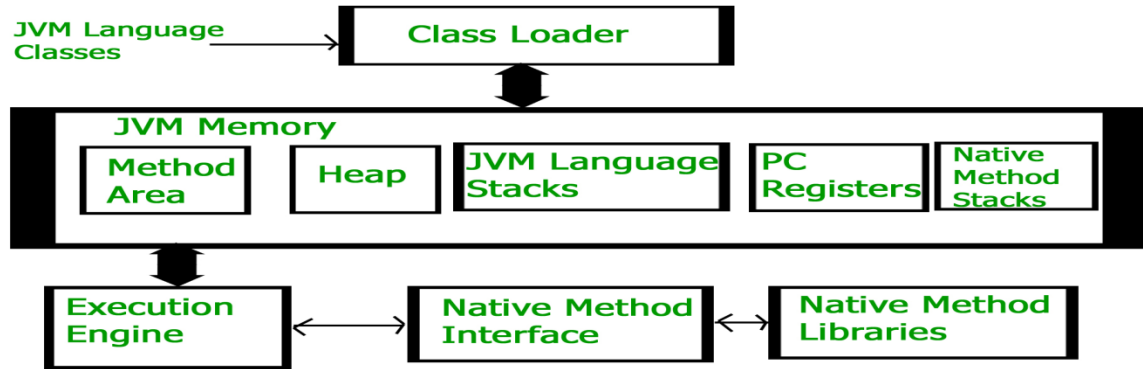 JVM Language
Classes
Class Loader
JVM Memory
Method
Area
Heap
JVM Language
Stacks
PC
Registers
Native
Method
Stacks
Execution
Engine
Native Method
Interface
Native Method
Libraries